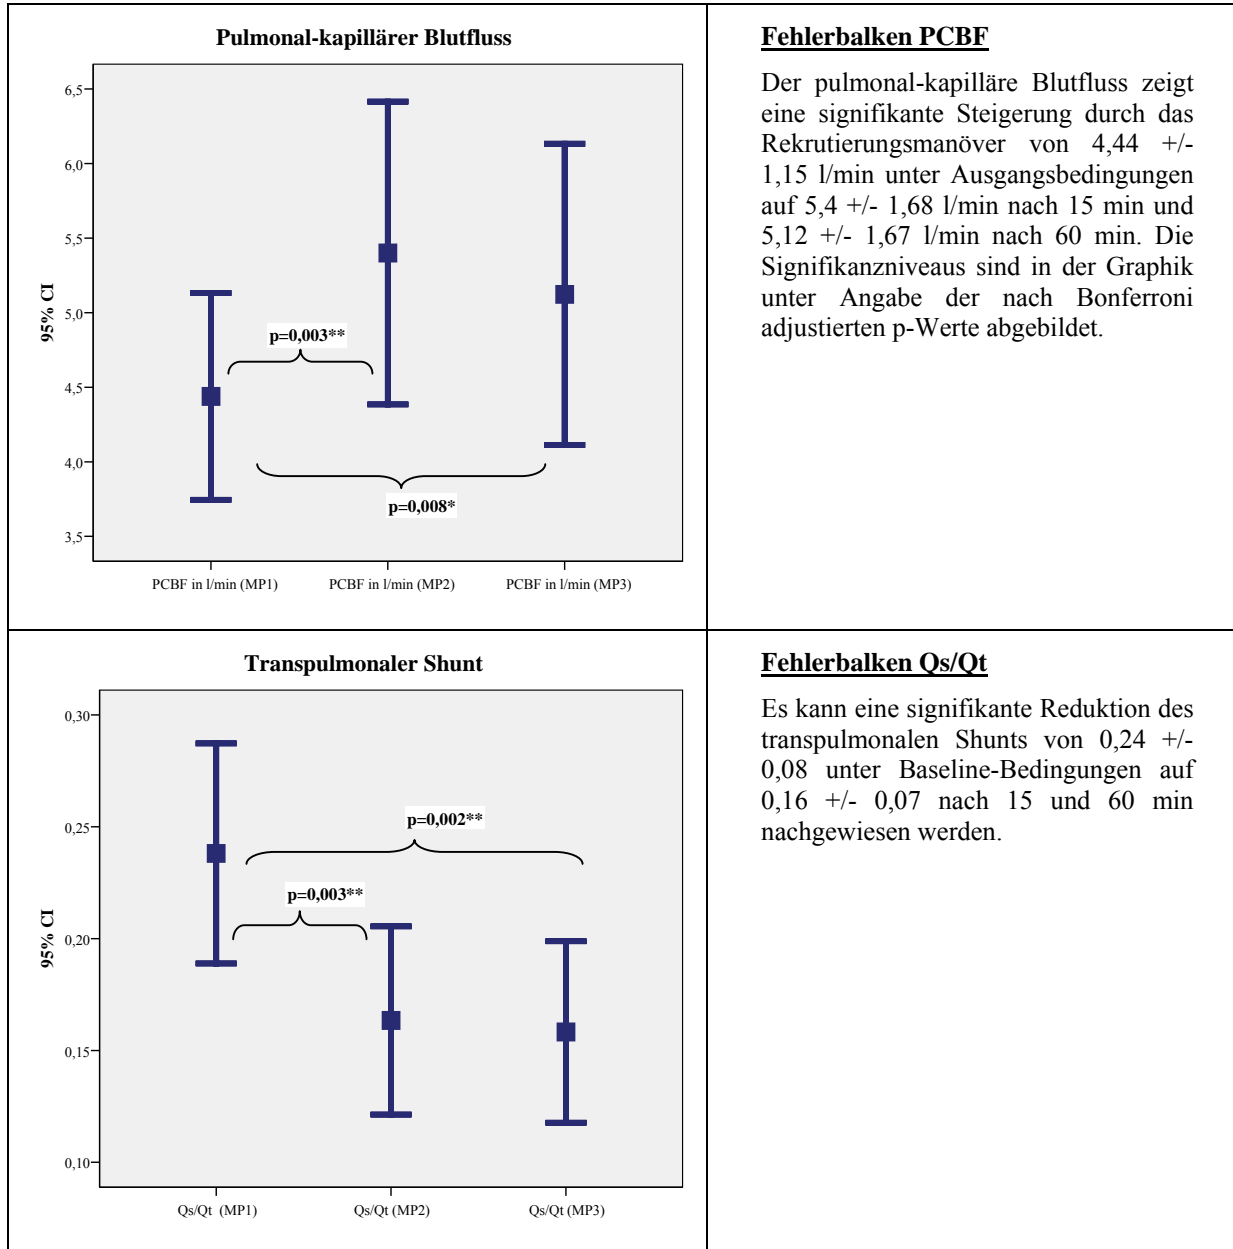 Pulmonal-kapillärer Blutfluss
6,5
6,0
5,5
5,0
4,5
4,0
3,5
95% CI
p=0,003**
p=0,008*
PCBF in l/min (MP1)
PCBF in l/min (MP2)
PCBF in l/min (MP3)
Fehlerbalken PCBF
Der pulmonal-kapilläre Blutfluss zeigt
eine signifikante Steigerung durch das
Rekrutierungsmanöver von 4,44 +/-
1,15 l/min unter Ausgangsbedingungen
auf 5,4 +/- 1,68 l/min nach 15 min und
5,12 +/- 1,67 l/min nach 60 min. Die
Signifikanzniveaus sind in der Graphik
unter Angabe der nach Bonferroni
adjustierten p-Werte abgebildet.
Transpulmonaler Shunt
0,30
0,25
0,20
0,15
0,10
95% CI
p=0,002**
p=0,003**
Qs/Qt (MP1)
Qs/Qt (MP2)
Qs/Qt (MP3)
Fehlerbalken Qs/Qt
Es kann eine signifikante Reduktion des
transpulmonalen Shunts von 0,24 +/-
0,08 unter Baseline-Bedingungen auf
0,16 +/- 0,07 nach 15 und 60 min
nachgewiesen werden.